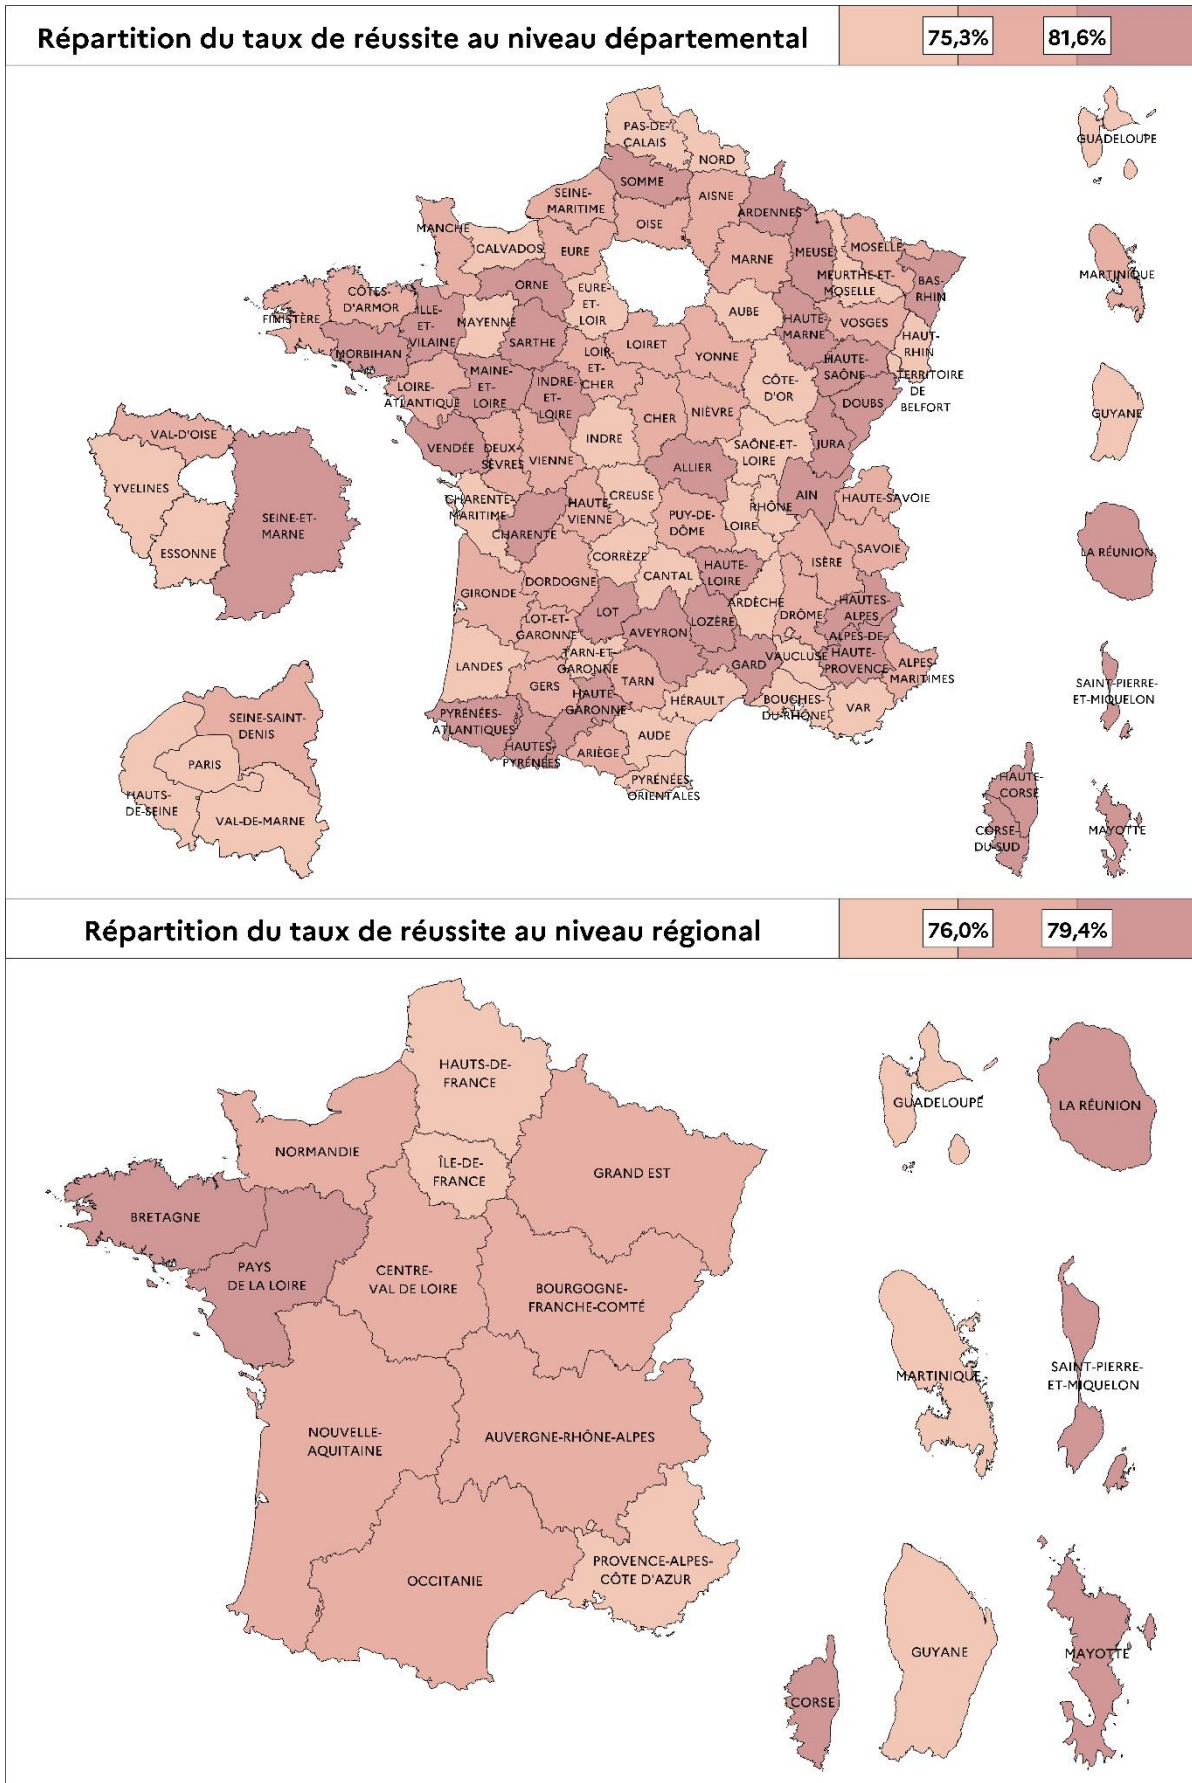 Répartition du taux de réussite au niveau départemental
75,3%
81,6%
PAS-DE-
CALAIS
NORD
GUADELOUPE
SOMME
SEINE-
MARITIME
AISNE
ARDENNES
OISE
MANCHE
CALVADOS
EURE
MARNE
MEUSE
MOSELLE
MEURTHE-ET-
MOSELLE
BAS-
RHIN
MARTINIQUE
ORNE
EURE-
ET-
LOIR
CÔTES-
D'ARMOR
FINISTÈRE
ILLE-
ET-
VILAINE
MAYENNE
AUBE
HAUTE-
MARNE
VOSGES
HAUT-
RHIN
MORBIHAN
SARTHE
LOIR-
ET-
CHER
LOIRET
YONNE
HAUTE-
SAÔNE
TERRITOIRE
DE
BELFORT
LOIRE-
ATLANTIQUE
MAINE-
ET-
LOIRE
INDRE-
ET-
LOIRE
CÔTE-
D'OR
DOUBS
CHER
NIÈVRE
GUYANE
VAL-D'OISE
VENDÉE
DEUX-
SÈVRES
VIENNE
INDRE
SAÔNE-ET-
LOIRE
JURA
ALLIER
YVELINES
SEINE-ET-
MARNE
ESSONNE
CHARENTE-
MARITIME
CHARENTE
HAUTE-
VIENNE
CREUSE
PUY-DE-
DÔME
LOIRE
RHÔNE
AIN
HAUTE-SAVOIE
SAVOIE
ISÈRE
LA RÉUNION
CORRÈZE
CANTAL
HAUTE-
LOIRE
DORDOGNE
GIRONDE
ARDÈCHE
DRÔME
HAUTES-
ALPES
LOT-ET-
GARONNE
LOT
AVEYRON
LOZÈRE
ALPES-DE-
HAUTE-
PROVENCE
ALPES-
MARITIMES
LANDES
TARN-ET-
GARONNE
GARD
VAUCLUSE
GERS
TARN
HAUTE-
GARONNE
HÉRAULT
BOUCHES-
DU-RHÔNE
VAR
SAINT-PIERRE-
ET-MIQUELON
PYRÉNÉES-
ATLANTIQUES
HAUTES-
PYRÉNÉES
ARIÈGE
AUDE
PYRÉNÉES-
ORIENTALES
SEINE-SAINT-
DENIS
PARIS
HAUTS-
DE-SEINE
VAL-DE-MARNE
HAUTE-
CORSE
CORSE-
DU-SUD
MAYOTTE
Répartition du taux de réussite au niveau régional
76,0%
79,4%
HAUTS-DE-
FRANCE
GUADELOUPE
LA RÉUNION
NORMANDIE
ÎLE-DE-
FRANCE
GRAND EST
BRETAGNE
PAYS
DE LA LOIRE
CENTRE-
VAL DE LOIRE
BOURGOGNE-
FRANCHE-COMTÉ
MARTINIQUE
SAINT-PIERRE-
ET-MIQUELON
NOUVELLE-
AQUITAINE
AUVERGNE-RHÔNE-ALPES
PROVENCE-ALPES-
CÔTE D'AZUR
OCCITANIE
GUYANE
MAYOTTE
CORSE